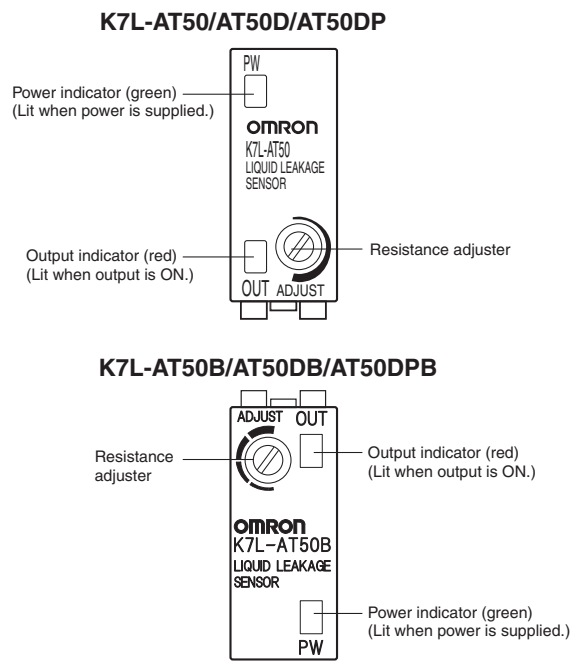 K7L-AT50/AT50D/AT50DP
PW
Power indicator (green)
(Lit when power is supplied.)
OMRON
K7L-AT50
LIQUID LEAKAGE
SENSOR
Output indicator (red)
(Lit when output is ON.)
Resistance adjuster
OUT ADJUST
K7L-AT50B/AT50DB/AT50DPB
ADJUST OUT
Resistance
adjuster
Output indicator (red)
(Lit when output is ON.)
OMRON
K7L-AT50B
LIQUID LEAKAGE
SENSOR
Power indicator (green)
(Lit when power is supplied.)
PW